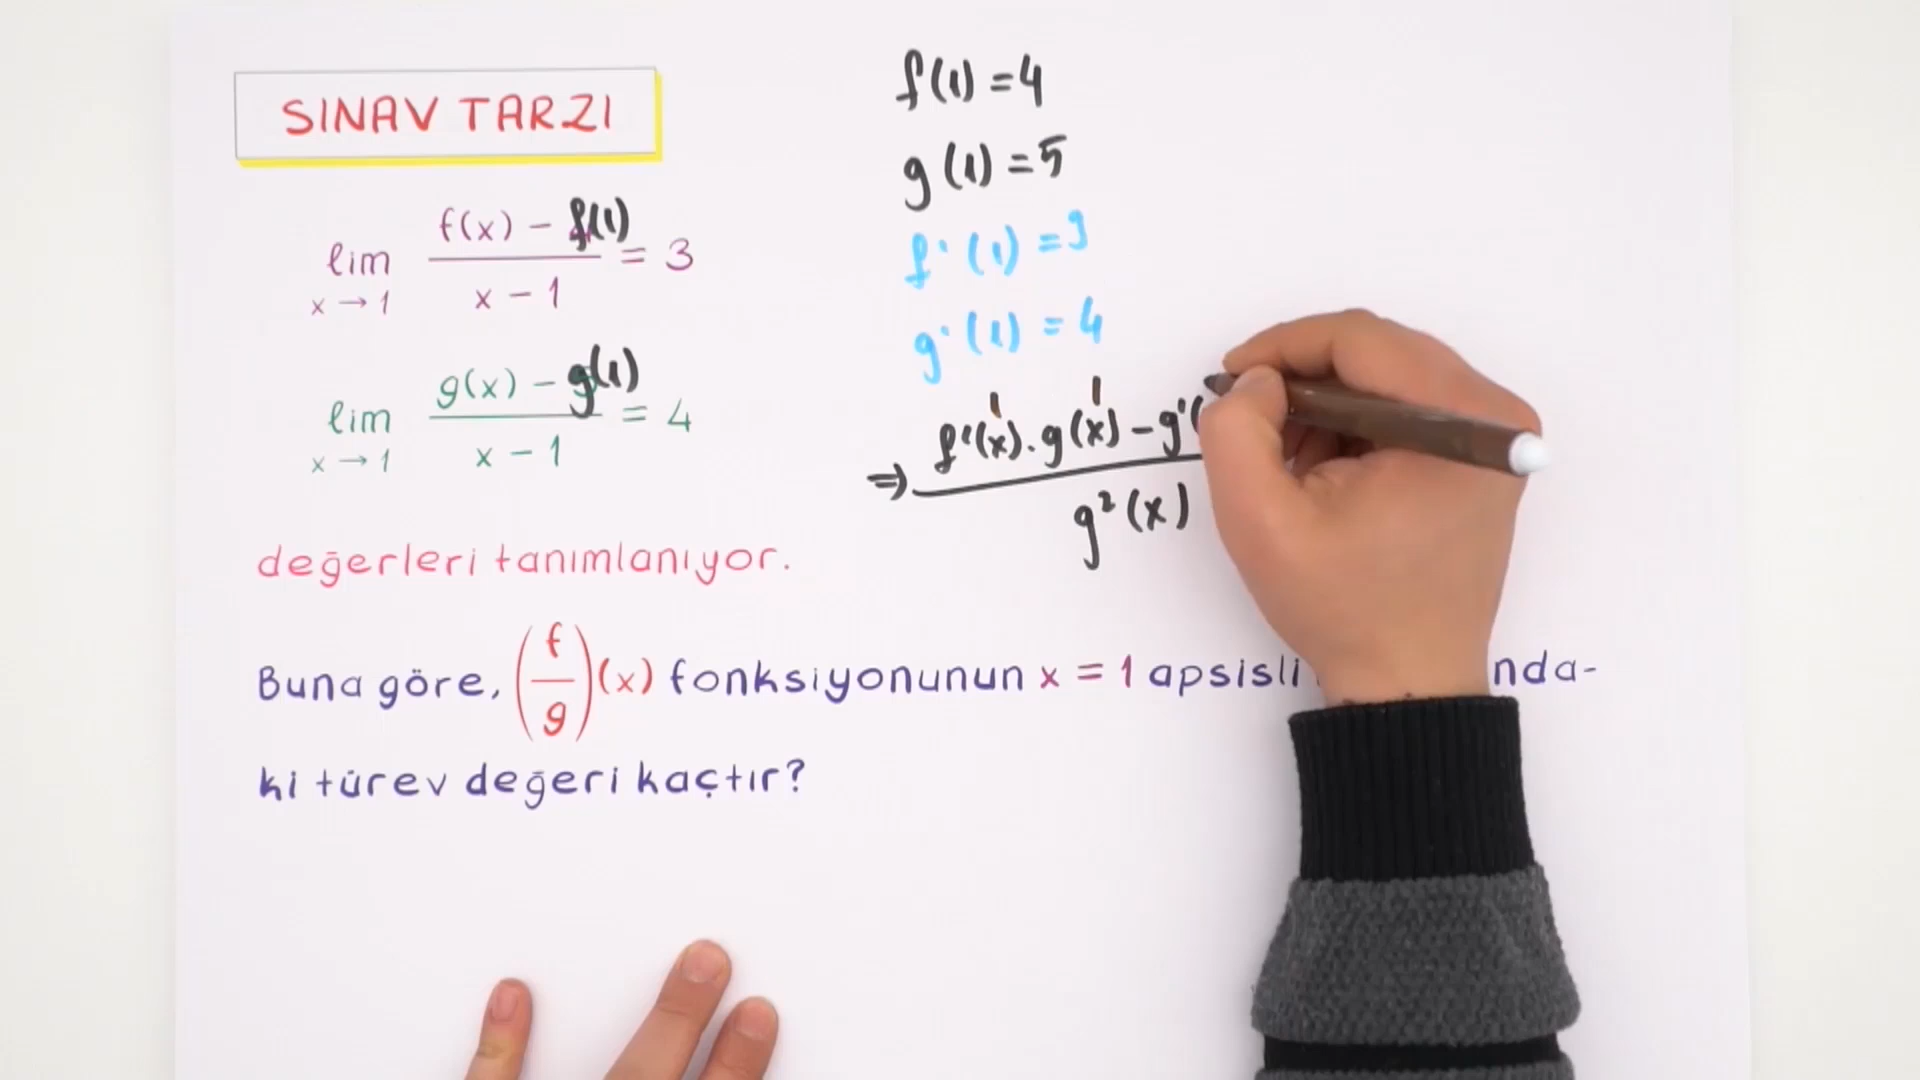 SINAV TARZI
lim x → 1 f(x) - f(1) / x - 1 = 3
lim x → 1 g(x) - g(1) / x - 1 = 4
değerleri tanımlanıyor.
Buna göre, (f/g)(x) fonksiyonunun x = 1 apsisli nda-
ki türev değeri kaçtır?
f(1) = 4
g(1) = 5
f'(1) = 3
g'(1) = 4
⇒ f'(x).g(x) - g'( / g²(x)